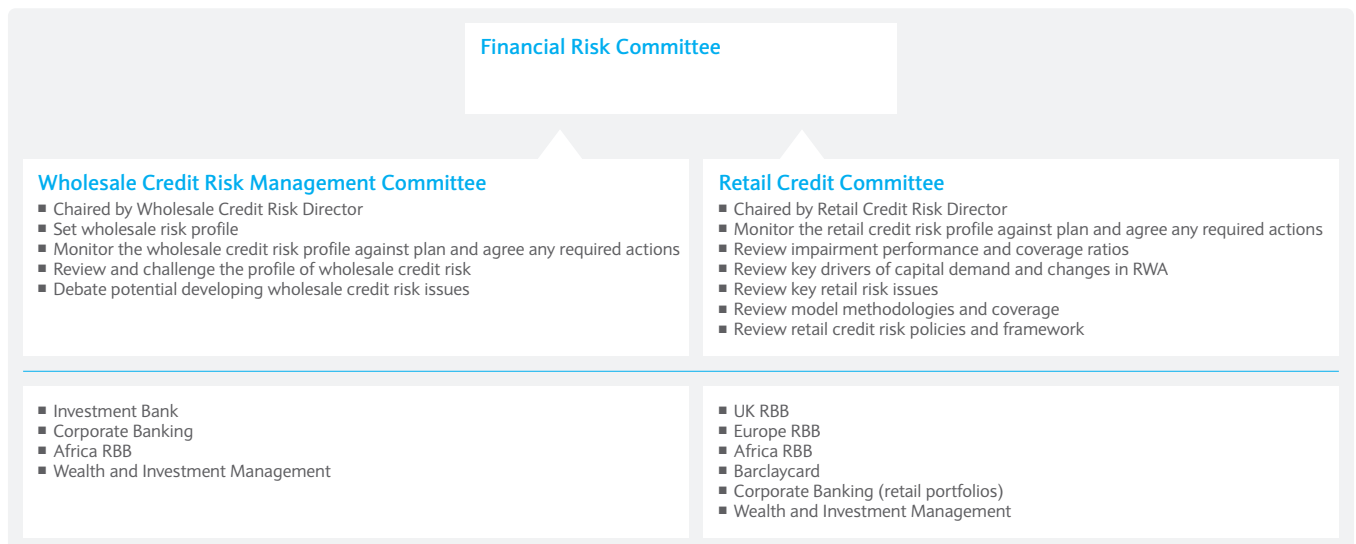 Financial Risk Committee
Wholesale Credit Risk Management Committee
■ Chaired by Wholesale Credit Risk Director
■ Set wholesale risk profile
■ Monitor the wholesale credit risk profile against plan and agree any required actions
■ Review and challenge the profile of wholesale credit risk
■ Debate potential developing wholesale credit risk issues
Retail Credit Committee
■ Chaired by Retail Credit Risk Director
■ Monitor the retail credit risk profile against plan and agree any required actions
■ Review impairment performance and coverage ratios
■ Review key drivers of capital demand and changes in RWA
■ Review key retail risk issues
■ Review model methodologies and coverage
■ Review retail credit risk policies and framework
■ Investment Bank
■ Corporate Banking
■ Africa RBB
■ Wealth and Investment Management
■ UK RBB
■ Europe RBB
■ Africa RBB
■ Barclaycard
■ Corporate Banking (retail portfolios)
■ Wealth and Investment Management